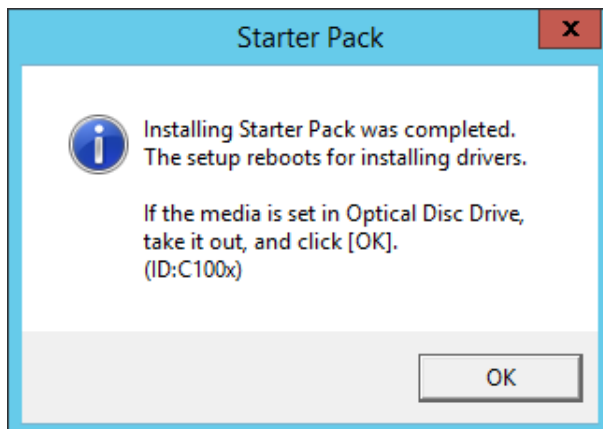 Starter Pack
x
Installing Starter Pack was completed.
The setup reboots for installing drivers.
If the media is set in Optical Disc Drive,
take it out, and click [OK].
(ID:C100x)
OK